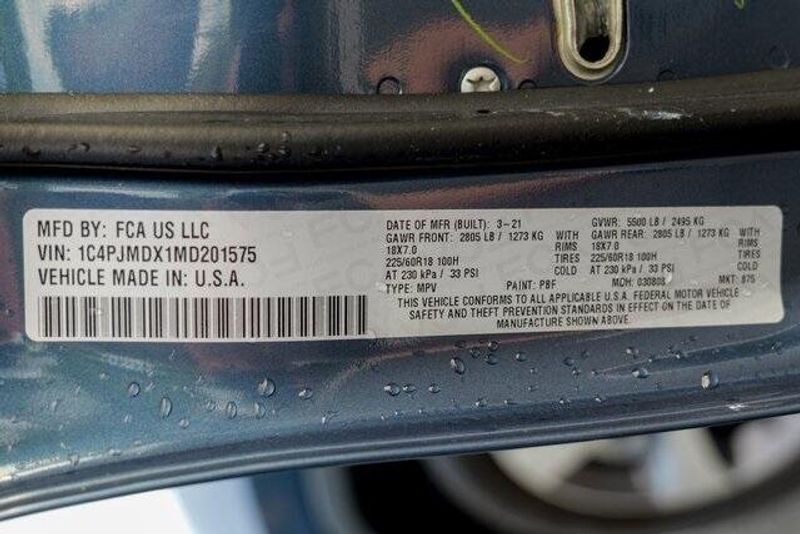 MFD BY: FCA US LLC
VIN: 1C4PJMDX1MD201575
VEHICLE MADE IN: U.S.A.
DATE OF MFR (BUILT): 3-21 GVWR: 5500 LB / 2495 KG
GAWR FRONT: 2805 LB / 1273 KG WITH GAWR REAR: 2805 LB / 1273 KG WITH
18X7.0 RIMS 18X7.0 RIMS
225/60R18 100H TIRES 225/60R18 100H TIRES
AT 230 kPa / 33 PSI COLD AT 230 kPa / 33 PSI COLD
TYPE: MPV PAINT: PBF MDH: 030808 MKT: 875
THIS VEHICLE CONFORMS TO ALL APPLICABLE U.S.A. FEDERAL MOTOR VEHICLE
SAFETY AND THEFT PREVENTION STANDARDS IN EFFECT ON THE DATE OF
MANUFACTURE SHOWN ABOVE.